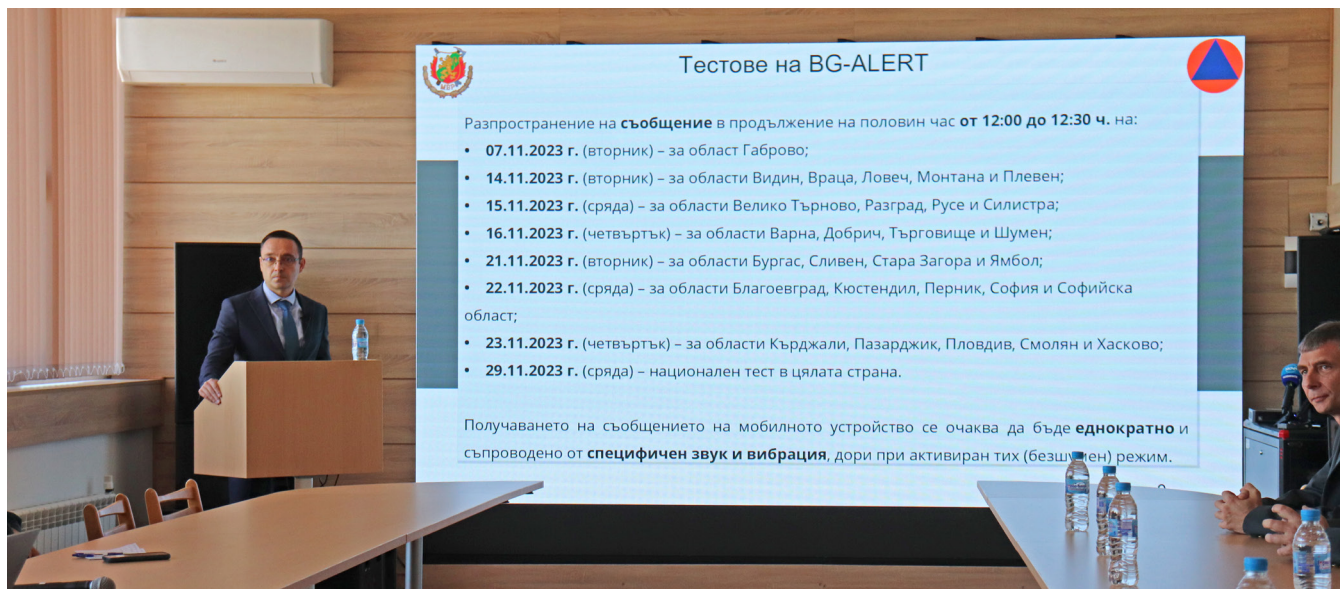 Тестове на BG-ALERT
Разпространение на съобщение в продължение на половин час от 12:00 до 12:30 ч. на:
• 07.11.2023 г. (вторник) – за област Габрово;
• 14.11.2023 г. (вторник) – за области Видин, Враца, Ловеч, Монтана и Плевен;
• 15.11.2023 г. (сряда) – за области Велико Търново, Разград, Русе и Силистра;
• 16.11.2023 г. (четвъртък) – за области Варна, Добрич, Търговище и Шумен;
• 21.11.2023 г. (вторник) – за области Бургас, Сливен, Стара Загора и Ямбол;
• 22.11.2023 г. (сряда) – за области Благоевград, Кюстендил, Перник, София и Софийска
област;
• 23.11.2023 г. (четвъртък) – за области Кърджали, Пазарджик, Пловдив, Смолян и Хасково;
• 29.11.2023 г. (сряда) – национален тест в цялата страна.
Получаването на съобщението на мобилното устройство се очаква да бъде еднократно и
съпроводено от специфичен звук и вибрация, дори при активиран тих (безшумен) режим.